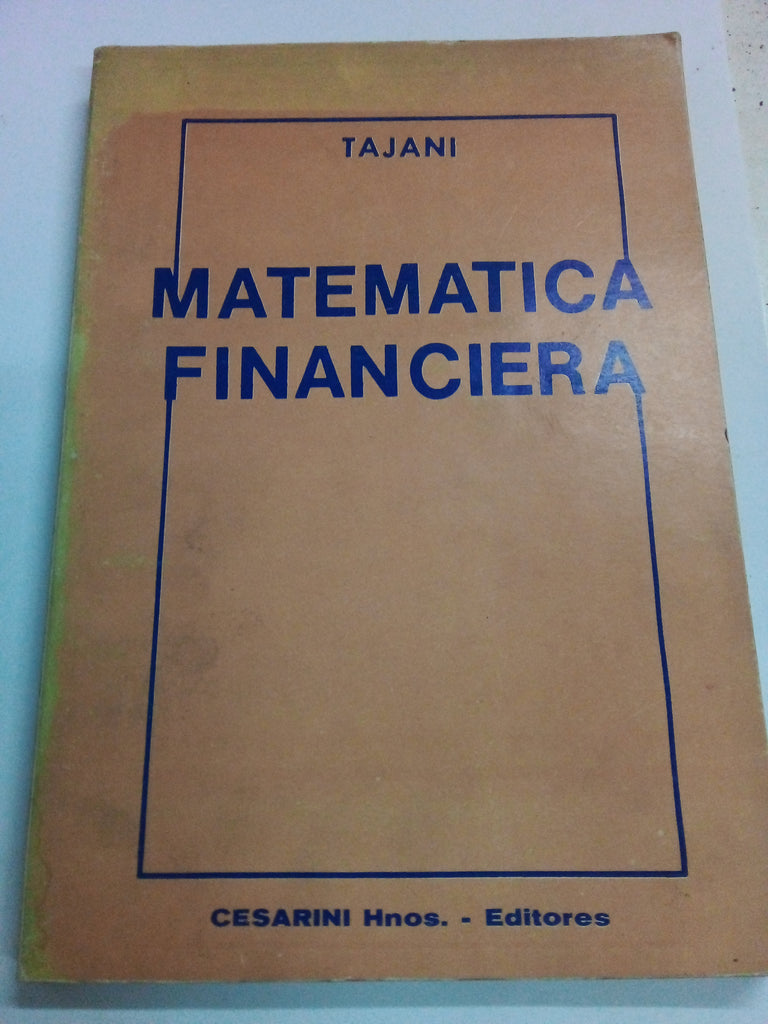 TAJANI
MATEMATICA
FINANCIERA
CESARINI Hnos. - Editores